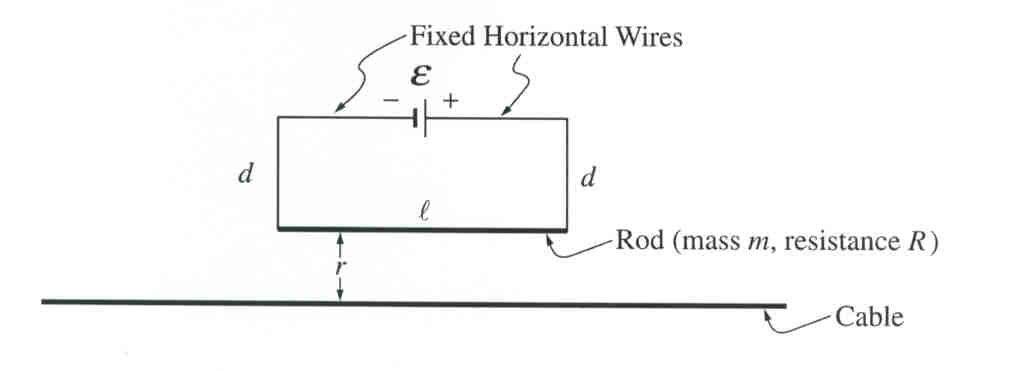 Fixed Horizontal Wires
ε
− +
d
d
ℓ
Rod (mass m, resistance R)
r
Cable